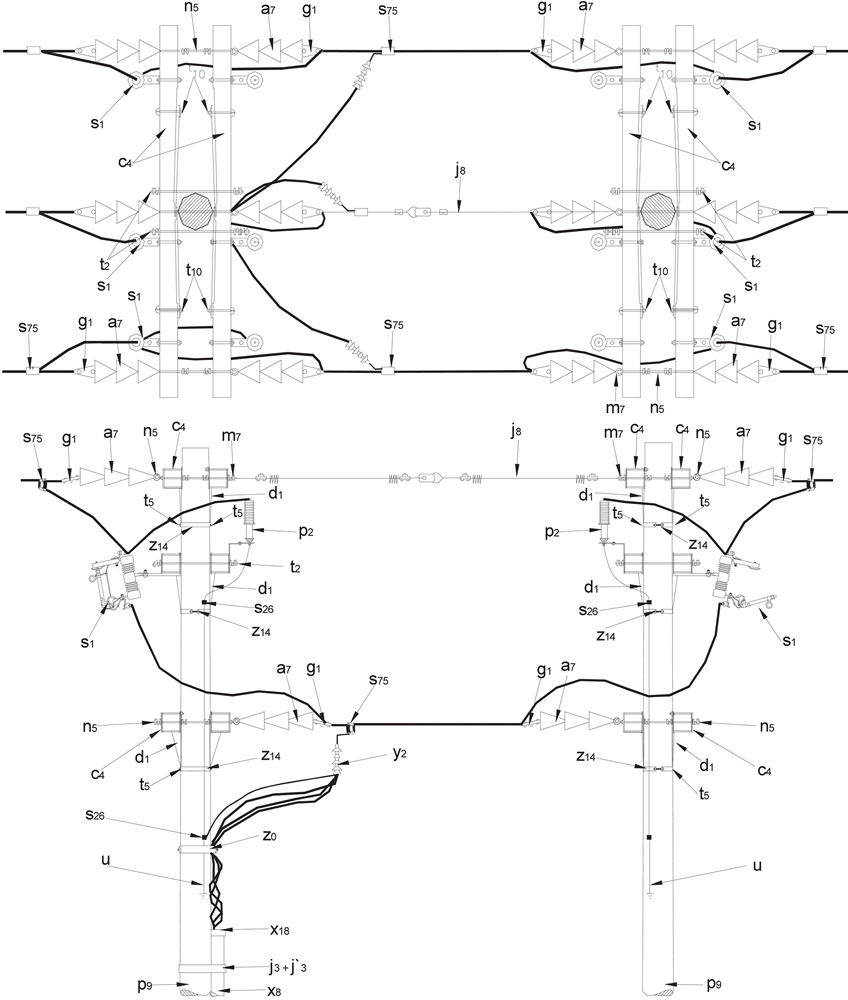 n5 a7 g1 s75 g1 a7
t10 t10
s1 s1
c4 c4
j8
t2 s1 t10 t10 s1 t2
s75 g1 a7 s1 s75 s1 a7 g1 s75
m7 n5
s75 g1 a7 n5 c4 m7 j8 m7 c4 c4 n5 a7 g1 s75
d1 d1
t5 t5 t5 t5
z14 p2 p2 z14
t2
d1 d1
s26 s26
s1 z14 z14 s1
a7 g1 s75 g1 a7
n5 n5
c4 d1 z14 y2 z14 d1 c4
t5 t5
s26
z0
u u
x18
j3 + j`3
p9 x8 p9